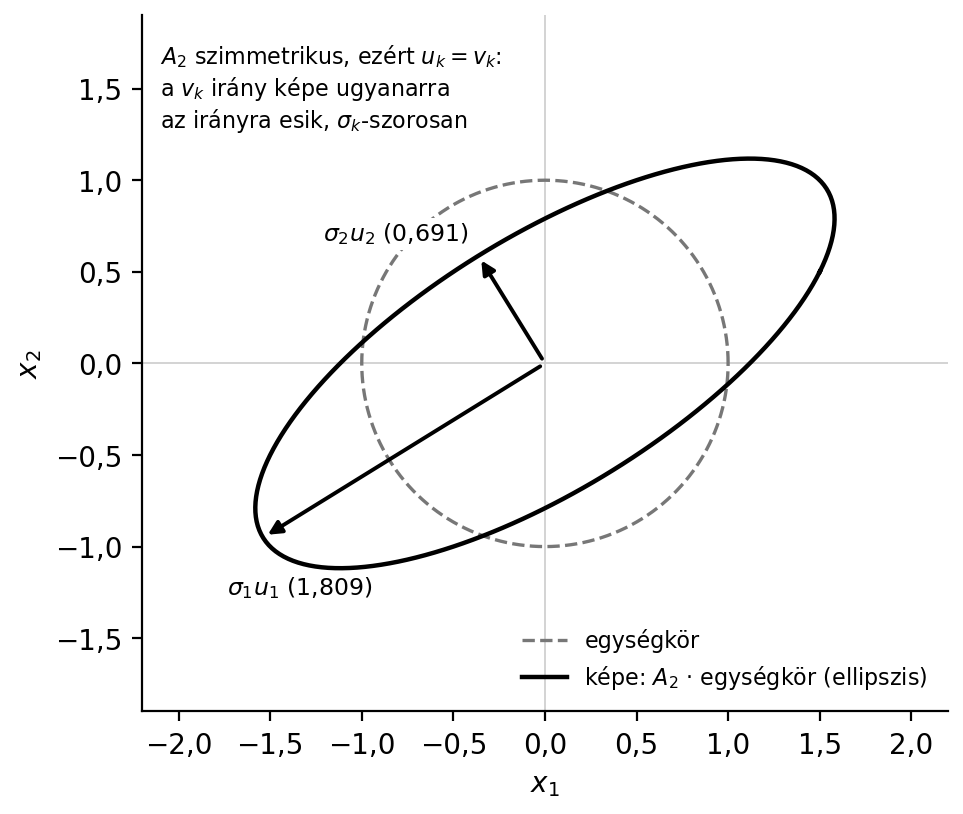 A₂ szimmetrikus, ezért uₖ = vₖ:
a vₖ irány képe ugyanarra
az irányra esik, σₖ-szorosan
1,5
1,0
σ₂u₂ (0,691)
0,5
0,0
x₂
−0,5
−1,0
σ₁u₁ (1,809)
−1,5
egységkör
képe: A₂ · egységkör (ellipszis)
−2,0 −1,5 −1,0 −0,5 0,0 0,5 1,0 1,5 2,0
x₁